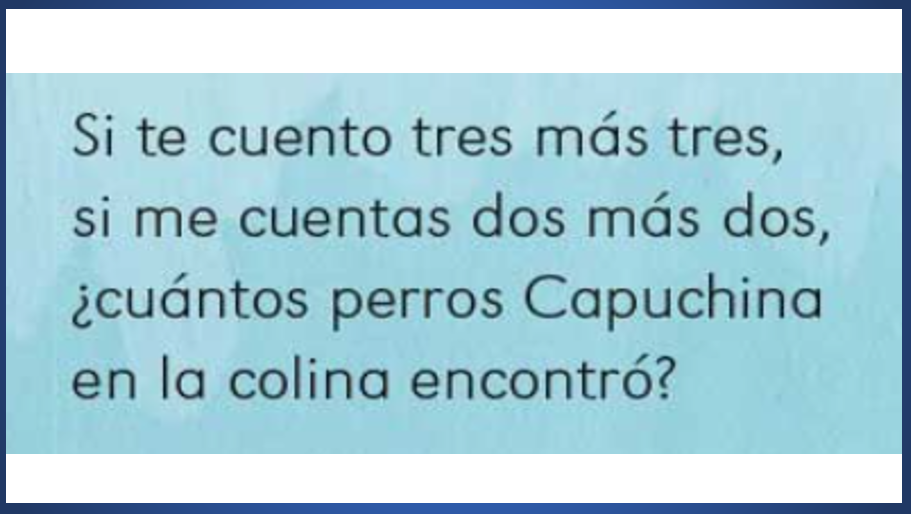 Si te cuento tres más tres,
si me cuentas dos más dos,
¿cuántos perros Capuchina
en la colina encontró?